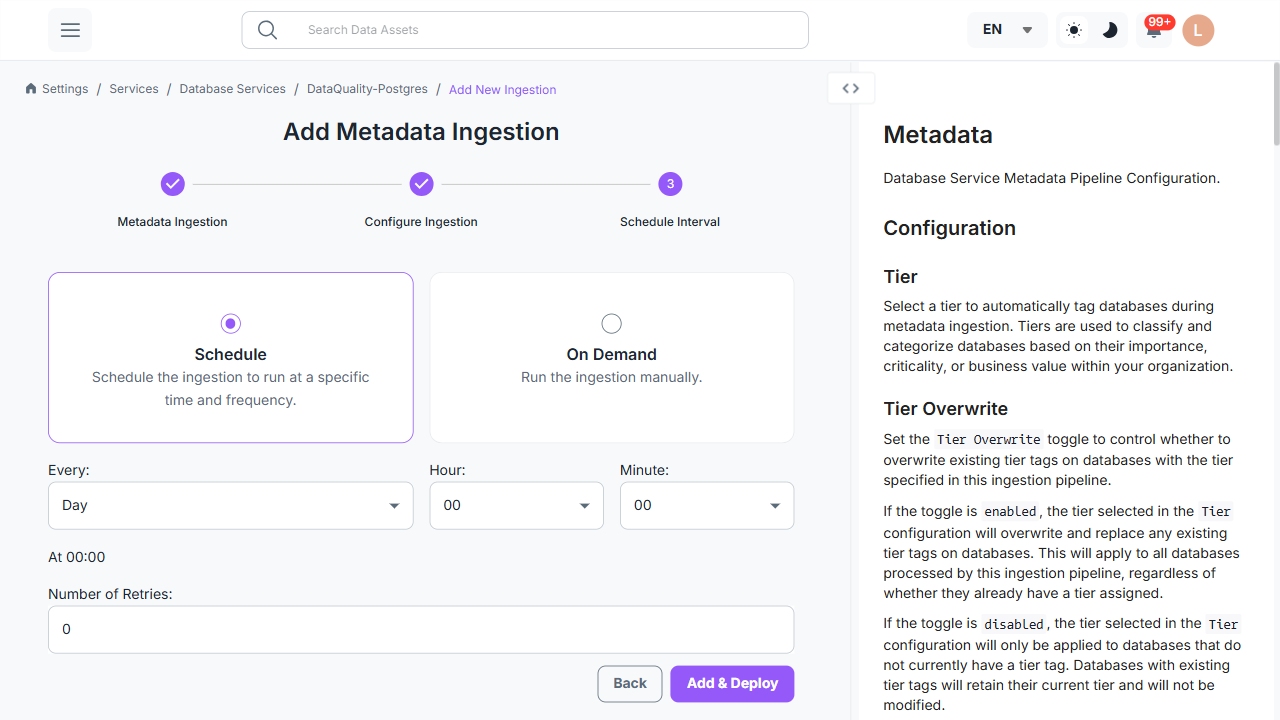 Search Data Assets
EN
99+
L
Settings / Services / Database Services / DataQuality-Postgres / Add New Ingestion
Add Metadata Ingestion
3
Metadata Ingestion
Configure Ingestion
Schedule Interval
Schedule
Schedule the ingestion to run at a specific
time and frequency.
On Demand
Run the ingestion manually.
Every:
Hour:
Minute:
Day
00
00
At 00:00
Number of Retries:
0
Back
Add & Deploy
Metadata
Database Service Metadata Pipeline Configuration.
Configuration
Tier
Select a tier to automatically tag databases during
metadata ingestion. Tiers are used to classify and
categorize databases based on their importance,
criticality, or business value within your organization.
Tier Overwrite
Set the Tier Overwrite toggle to control whether to
overwrite existing tier tags on databases with the tier
specified in this ingestion pipeline.
If the toggle is enabled, the tier selected in the Tier
configuration will overwrite and replace any existing
tier tags on databases. This will apply to all databases
processed by this ingestion pipeline, regardless of
whether they already have a tier assigned.
If the toggle is disabled, the tier selected in the Tier
configuration will only be applied to databases that do
not currently have a tier tag. Databases with existing
tier tags will retain their current tier and will not be
modified.